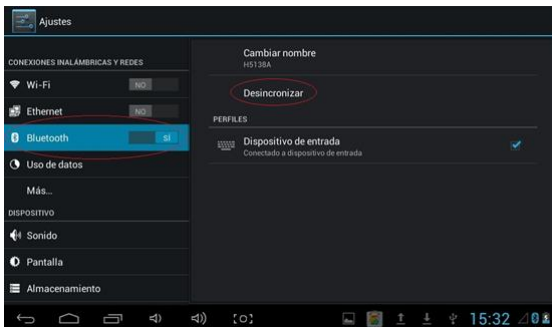 Ajustes
CONEXIONES INALÁMBRICAS Y REDES
Wi-Fi
NO
Ethernet
NO
Bluetooth
SÍ
Uso de datos
Más...
DISPOSITIVO
Sonido
Pantalla
Almacenamiento
Cambiar nombre
H5138A
Desincronizar
PERFILES
Dispositivo de entrada
Conectado a dispositivo de entrada
15:32